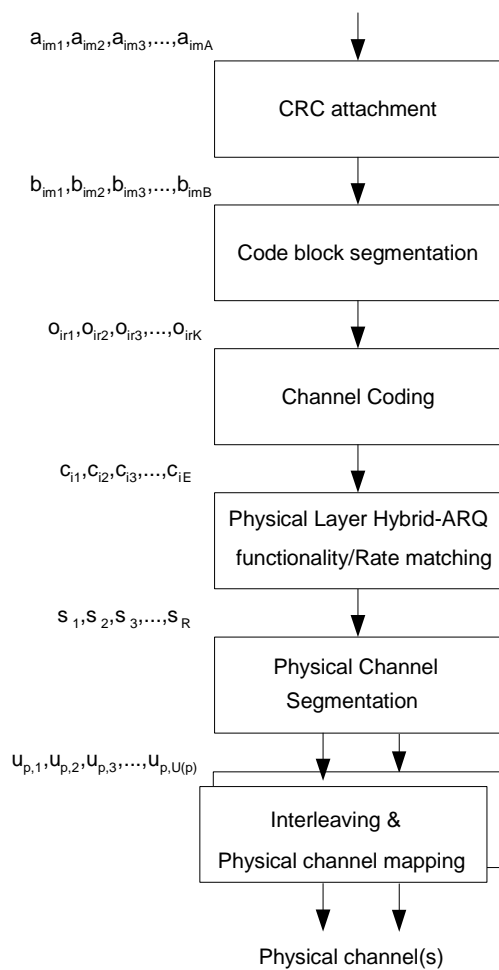 a_im1,a_im2,a_im3,...,a_imA
CRC attachment
b_im1,b_im2,b_im3,...,b_imB
Code block segmentation
o_ir1,o_ir2,o_ir3,...,o_irK
Channel Coding
c_i1,c_i2,c_i3,...,c_iE
Physical Layer Hybrid-ARQ
functionality/Rate matching
s_1,s_2,s_3,...,s_R
Physical Channel
Segmentation
u_p,1,u_p,2,u_p,3,...,u_p,U(p)
Interleaving &
Physical channel mapping
Physical channel(s)